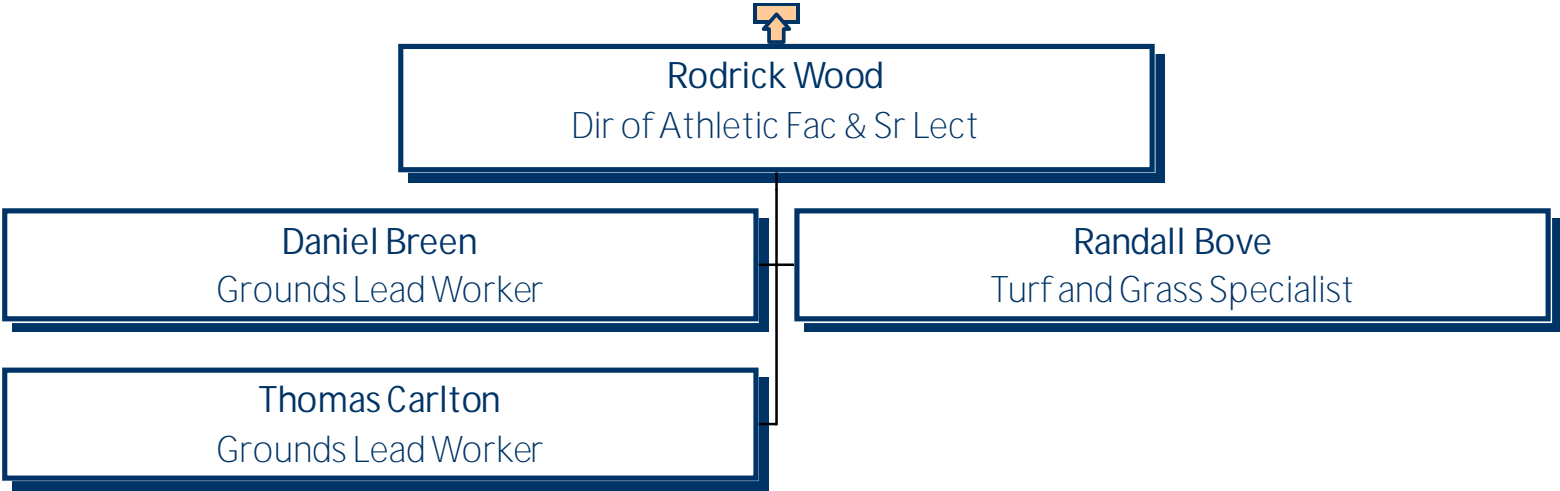 Rodrick Wood
Dir of Athletic Fac & Sr Lect
Daniel Breen
Grounds Lead Worker
Randall Bove
Turf and Grass Specialist
Thomas Carlton
Grounds Lead Worker